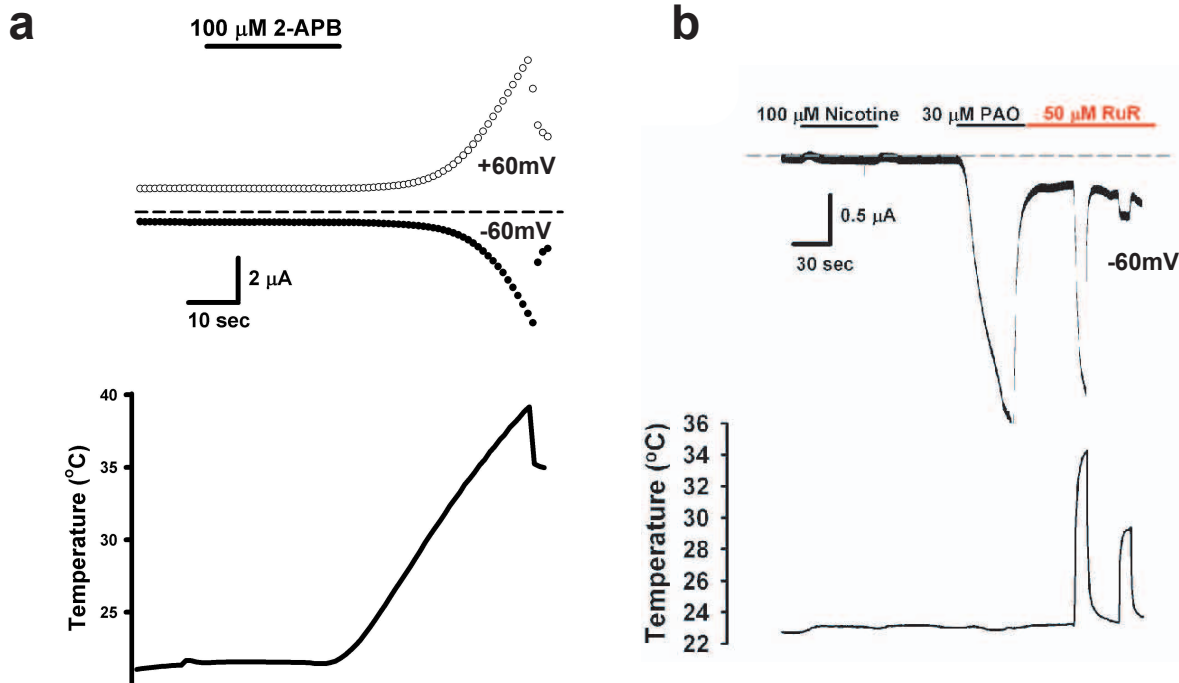 a
100 μM 2-APB
+60mV
-60mV
2 μA
10 sec
Temperature (°C)
40
35
30
25
b
100 μM Nicotine
30 μM PAO
50 μM RuR
0.5 μA
30 sec
-60mV
Temperature (°C)
36
34
32
30
28
26
24
22